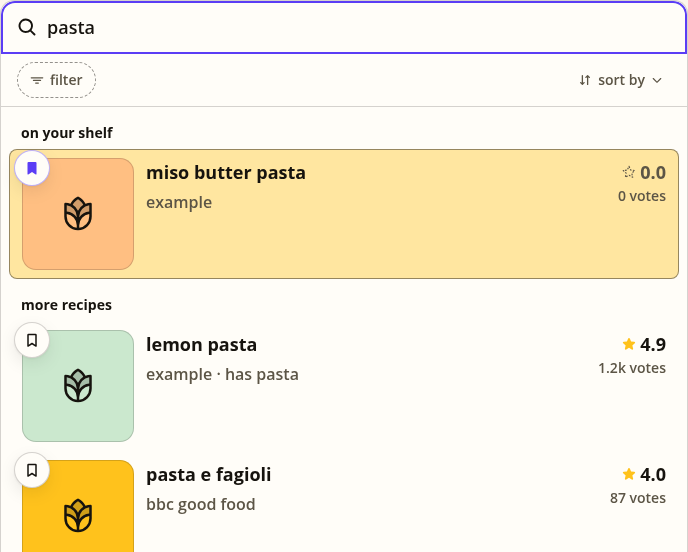 pasta
filter
sort by
on your shelf
miso butter pasta
0.0
example
0 votes
more recipes
lemon pasta
4.9
example · has pasta
1.2k votes
pasta e fagioli
4.0
bbc good food
87 votes